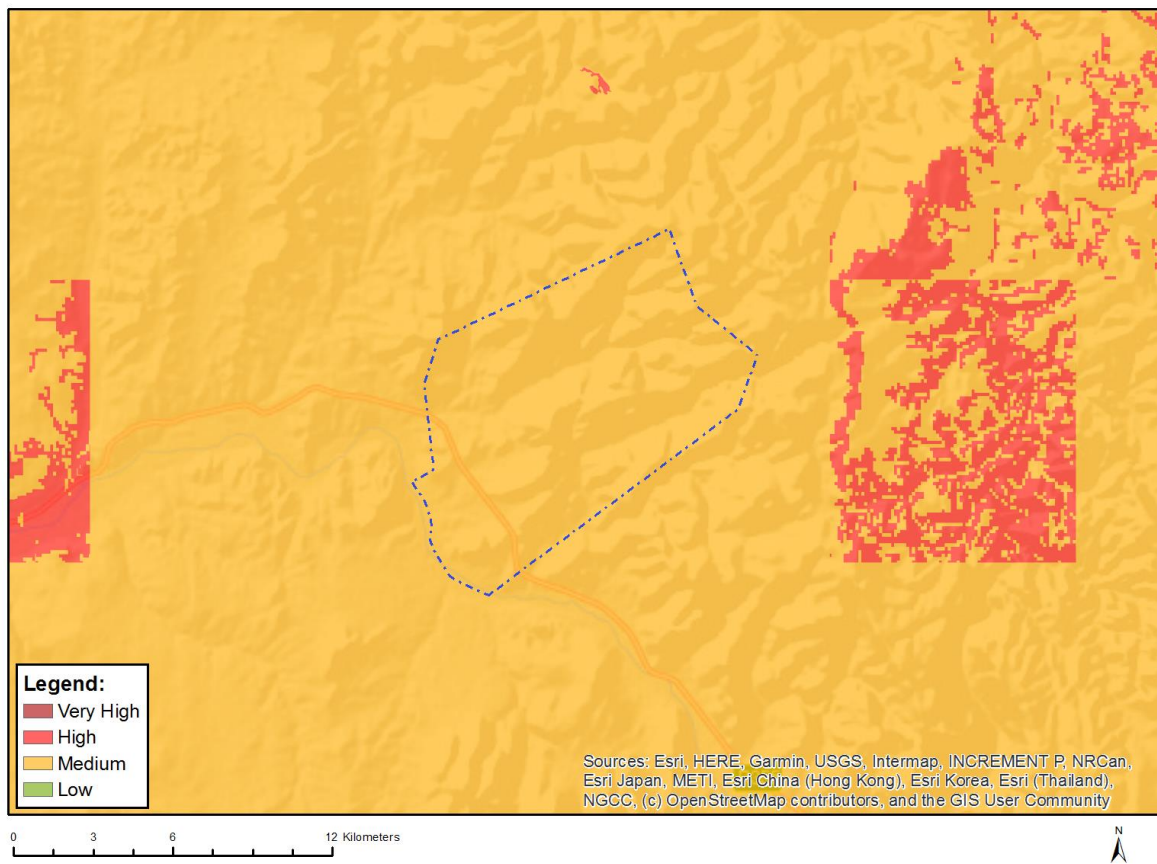 Legend:
Very High
High
Medium
Low
Sources: Esri, HERE, Garmin, USGS, Intermap, INCREMENT P, NRCan,
Esri Japan, METI, Esri China (Hong Kong), Esri Korea, Esri (Thailand),
NGCC, (c) OpenStreetMap contributors, and the GIS User Community
0 3 6 12 Kilometers
N